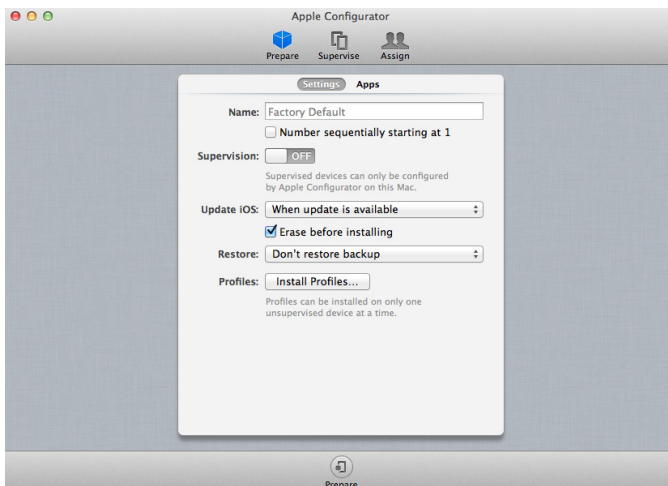 Apple Configurator
Prepare Supervise Assign
Settings Apps
Name: Factory Default
Number sequentially starting at 1
Supervision: OFF
Supervised devices can only be configured
by Apple Configurator on this Mac.
Update iOS: When update is available
Erase before installing
Restore: Don't restore backup
Profiles: Install Profiles...
Profiles can be installed on only one
unsupervised device at a time.
Prepare